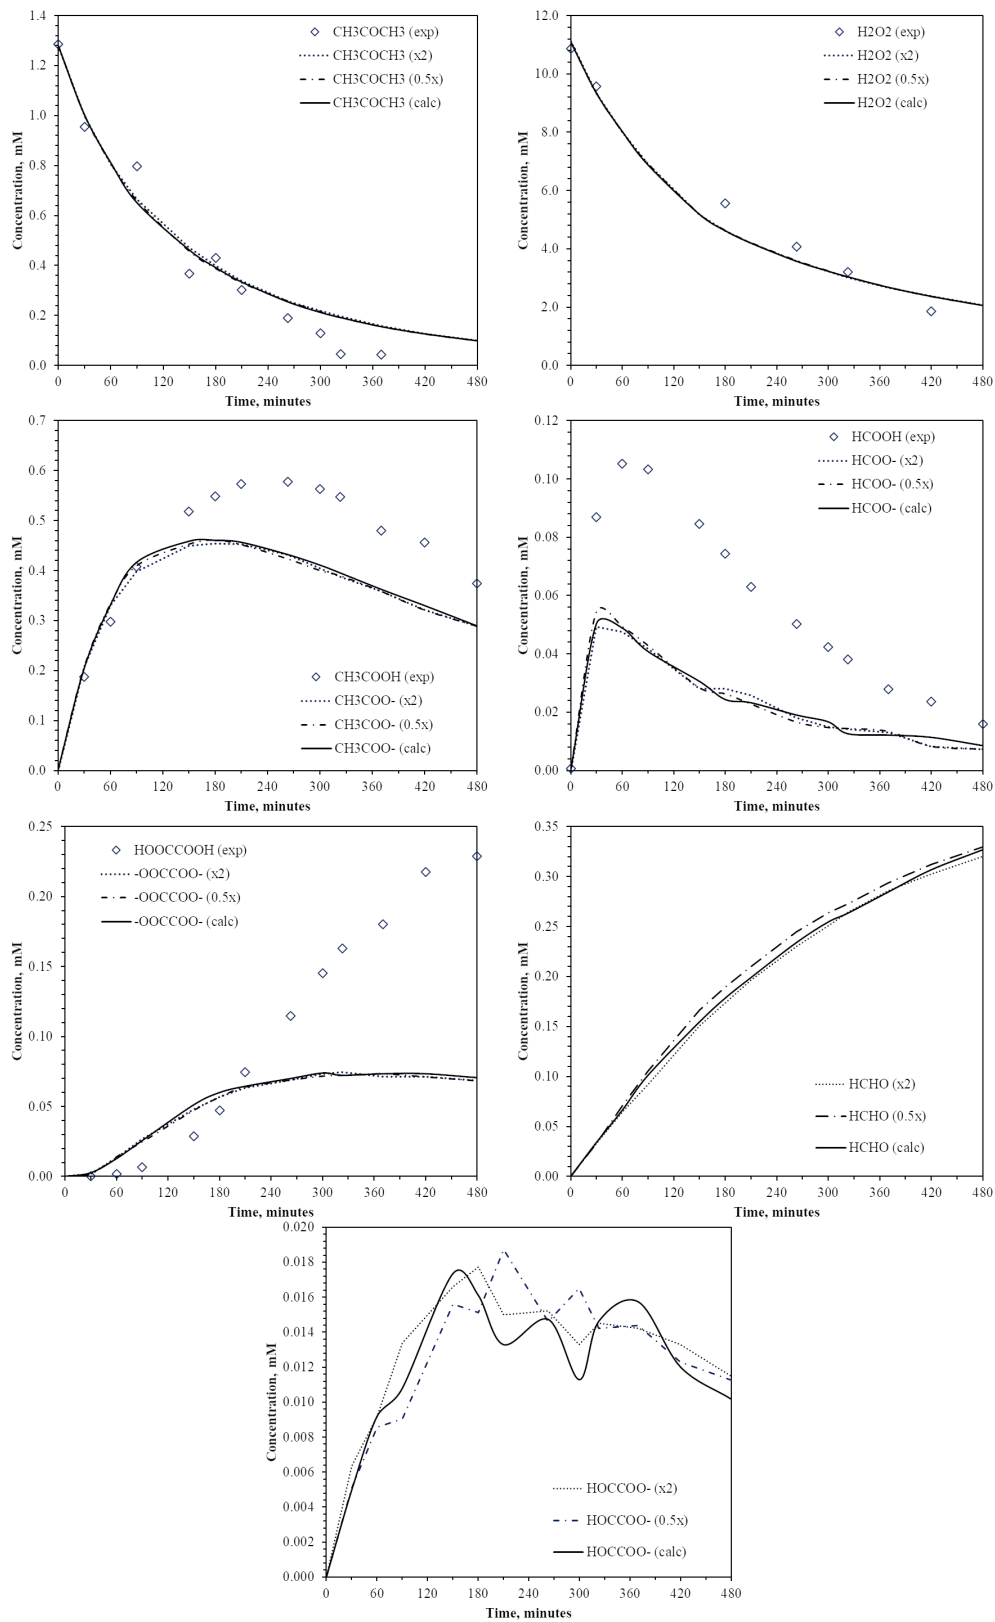 1.4
1.2
1.0
0.8
0.6
0.4
0.2
0.0
Concentration, mM
CH3COCH3 (exp)
CH3COCH3 (x2)
CH3COCH3 (0.5x)
CH3COCH3 (calc)
0 60 120 180 240 300 360 420 480
Time, minutes
12.0
10.0
8.0
6.0
4.0
2.0
0.0
Concentration, mM
H2O2 (exp)
H2O2 (x2)
H2O2 (0.5x)
H2O2 (calc)
0 60 120 180 240 300 360 420 480
Time, minutes
0.7
0.6
0.5
0.4
0.3
0.2
0.1
0.0
Concentration, mM
CH3COOH (exp)
CH3COO- (x2)
CH3COO- (0.5x)
CH3COO- (calc)
0 60 120 180 240 300 360 420 480
Time, minutes
0.12
0.10
0.08
0.06
0.04
0.02
0.00
Concentration, mM
HCOOH (exp)
HCOO- (x2)
HCOO- (0.5x)
HCOO- (calc)
0 60 120 180 240 300 360 420 480
Time, minutes
0.25
0.20
0.15
0.10
0.05
0.00
Concentration, mM
HOOCCOOH (exp)
-OOCCOO- (x2)
-OOCCOO- (0.5x)
-OOCCOO- (calc)
0 60 120 180 240 300 360 420 480
Time, minutes
0.35
0.30
0.25
0.20
0.15
0.10
0.05
0.00
Concentration, mM
HCHO (x2)
HCHO (0.5x)
HCHO (calc)
0 60 120 180 240 300 360 420 480
Time, minutes
0.020
0.018
0.016
0.014
0.012
0.010
0.008
0.006
0.004
0.002
0.000
Concentration, mM
HOCCOO- (x2)
HOCCOO- (0.5x)
HOCCOO- (calc)
0 60 120 180 240 300 360 420 480
Time, minutes